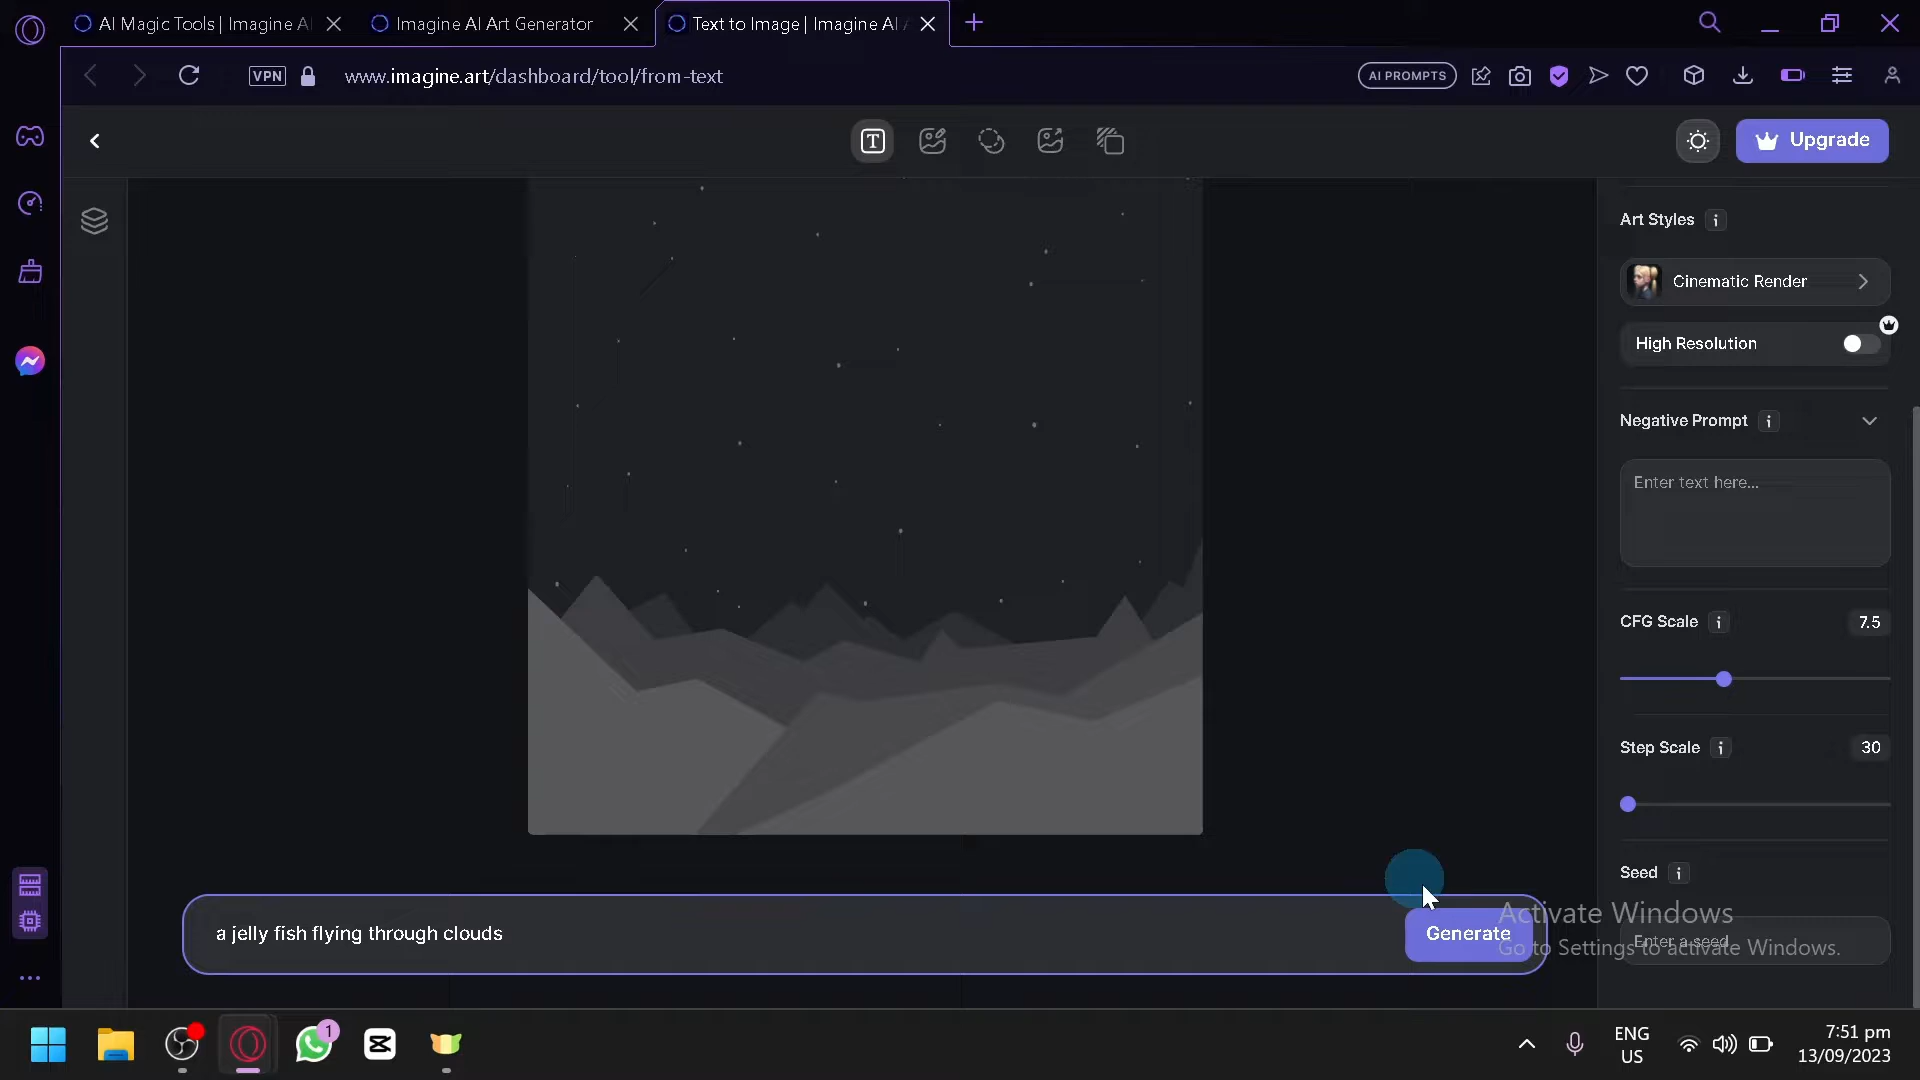 AI Magic Tools | Imagine AI
Imagine AI Art Generator
Text to Image | Imagine AI A
VPN
www.imagine.art/dashboard/tool/from-text
AI PROMPTS
T
Upgrade
Art Styles i
Cinematic Render
High Resolution
Negative Prompt i
Enter text here...
CFG Scale i
7.5
Step Scale i
30
Seed i
Enter a seed
a jelly fish flying through clouds
Generate
Activate Windows
Go to Settings to activate Windows.
1
ENG
US
7:51 pm
13/09/2023